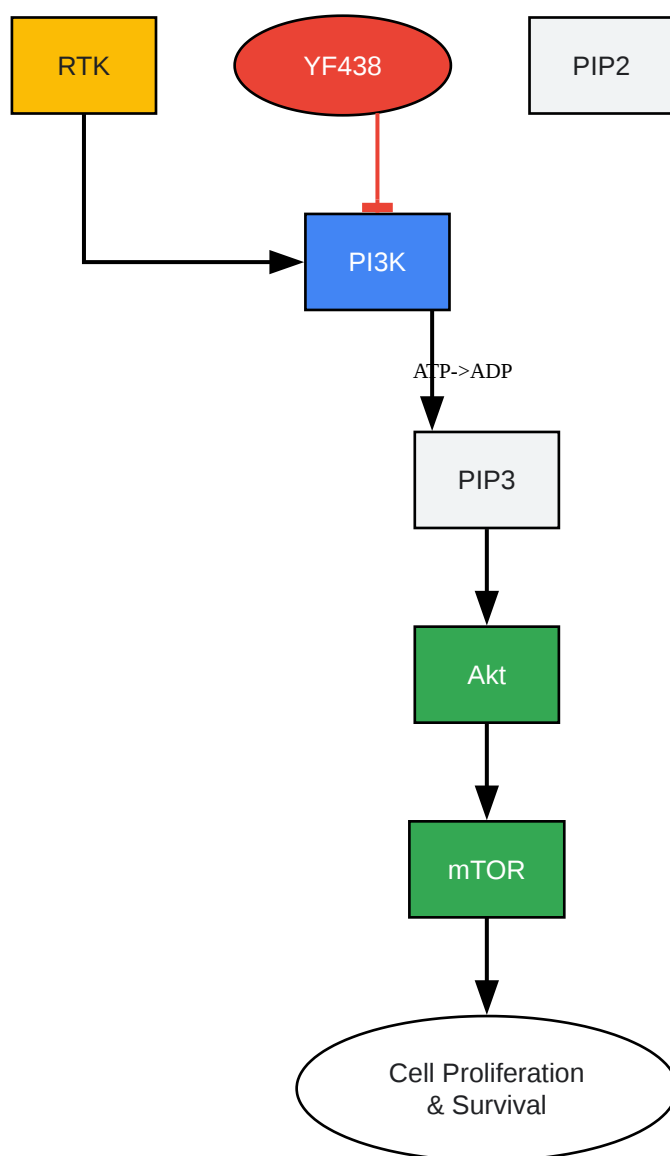 RTK
YF438
PIP2
PI3K
ATP->ADP
PIP3
Akt
mTOR
Cell Proliferation
& Survival